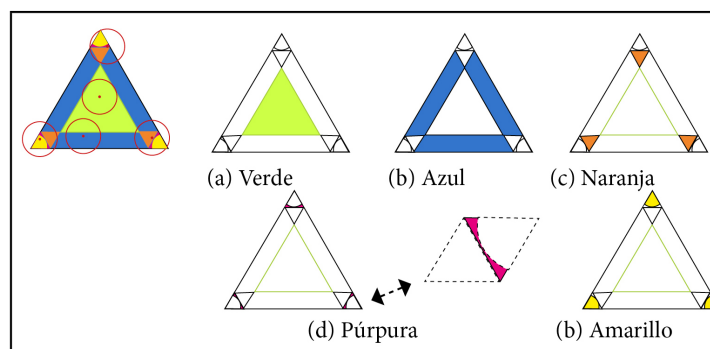 (a) Verde
(b) Azul
(c) Naranja
(d) Púrpura
(b) Amarillo